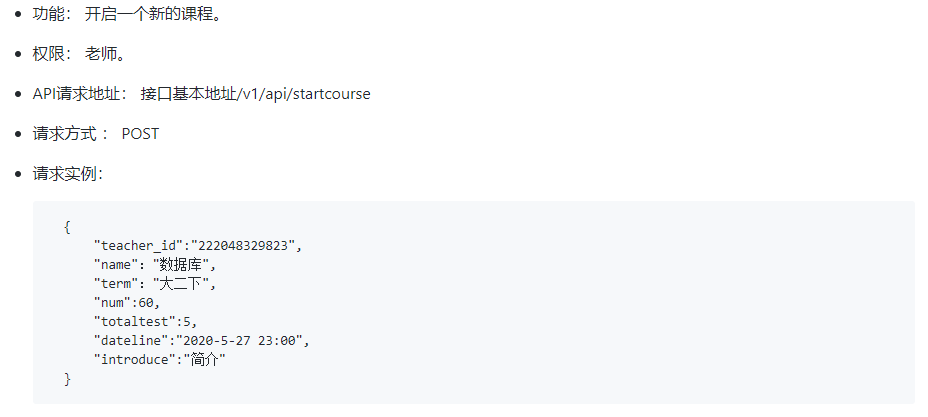 功能： 开启一个新的课程。
权限： 老师。
API请求地址： 接口基本地址/v1/api/startcourse
请求方式 ： POST
请求实例：
{
"teacher_id":"222048329823",
"name"："数据库",
"term"："大二下",
"num":60,
"totaltest":5,
"dateline":"2020-5-27 23:00",
"introduce":"简介"
}